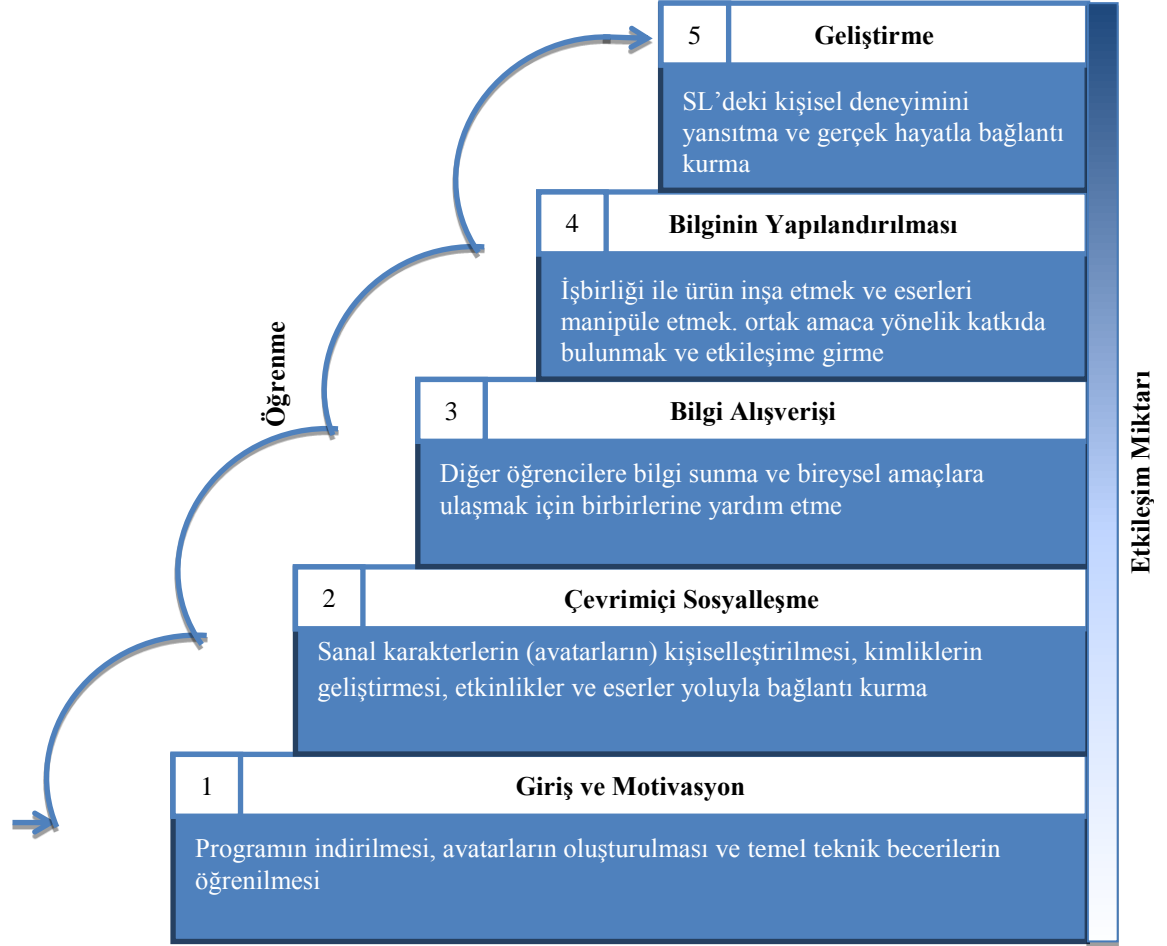 5 Geliştirme
SL’deki kişisel deneyimini
yansıtma ve gerçek hayatla bağlantı
kurma
4 Bilginin Yapılandırılması
İşbirliği ile ürün inşa etmek ve eserleri
manipüle etmek. ortak amaca yönelik katkıda
bulunmak ve etkileşime girme
3 Bilgi Alışverişi
Diğer öğrencilere bilgi sunma ve bireysel amaçlara
ulaşmak için birbirlerine yardım etme
2 Çevrimiçi Sosyalleşme
Sanal karakterlerin (avatarların) kişiselleştirilmesi, kimliklerin
geliştirmesi, etkinlikler ve eserler yoluyla bağlantı kurma
1 Giriş ve Motivasyon
Programın indirilmesi, avatarların oluşturulması ve temel teknik becerilerin
öğrenilmesi
Öğrenme
Etkileşim Miktarı